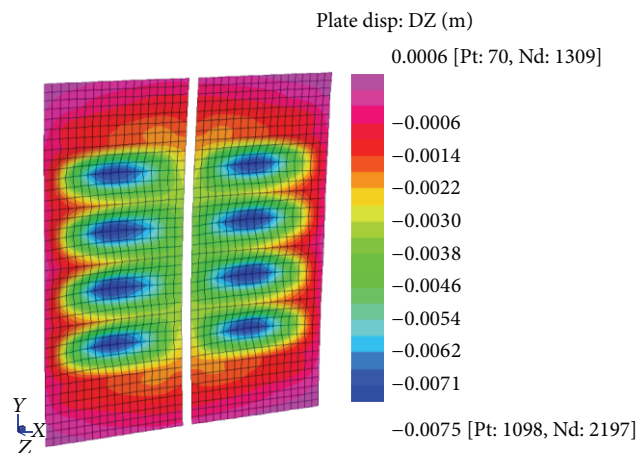 Plate disp: DZ (m)
0.0006 [Pt: 70, Nd: 1309]
−0.0006
−0.0014
−0.0022
−0.0030
−0.0038
−0.0046
−0.0054
−0.0062
−0.0071
−0.0075 [Pt: 1098, Nd: 2197]
Y
X
Z